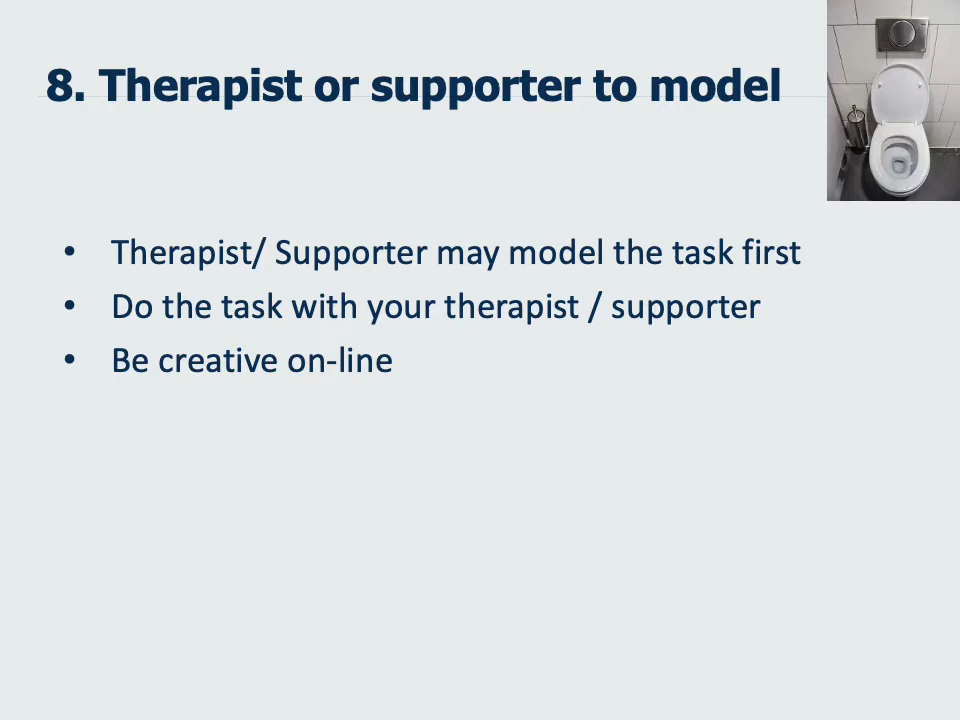 8. Therapist or supporter to model
• Therapist/ Supporter may model the task first
• Do the task with your therapist / supporter
• Be creative on-line